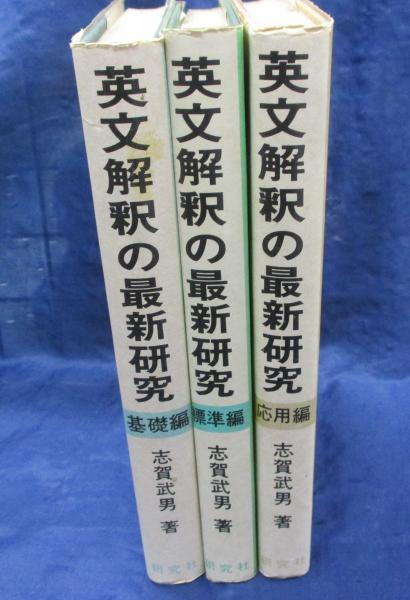 英文解釈の最新研究
基礎編
志賀武男 著
研究社
英文解釈の最新研究
標準編
志賀武男 著
研究社
英文解釈の最新研究
応用編
志賀武男 著
研究社